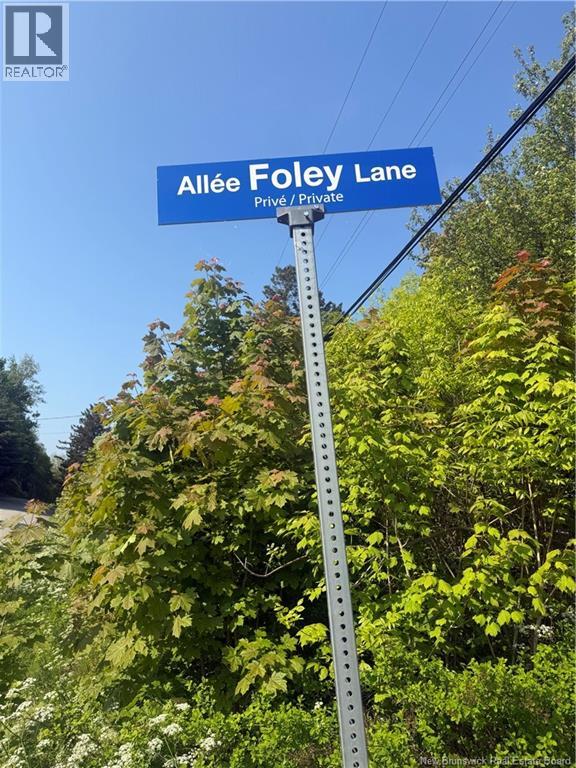 REALTOR®
Allée Foley Lane
Privé / Private
New Brunswick Real Estate Board